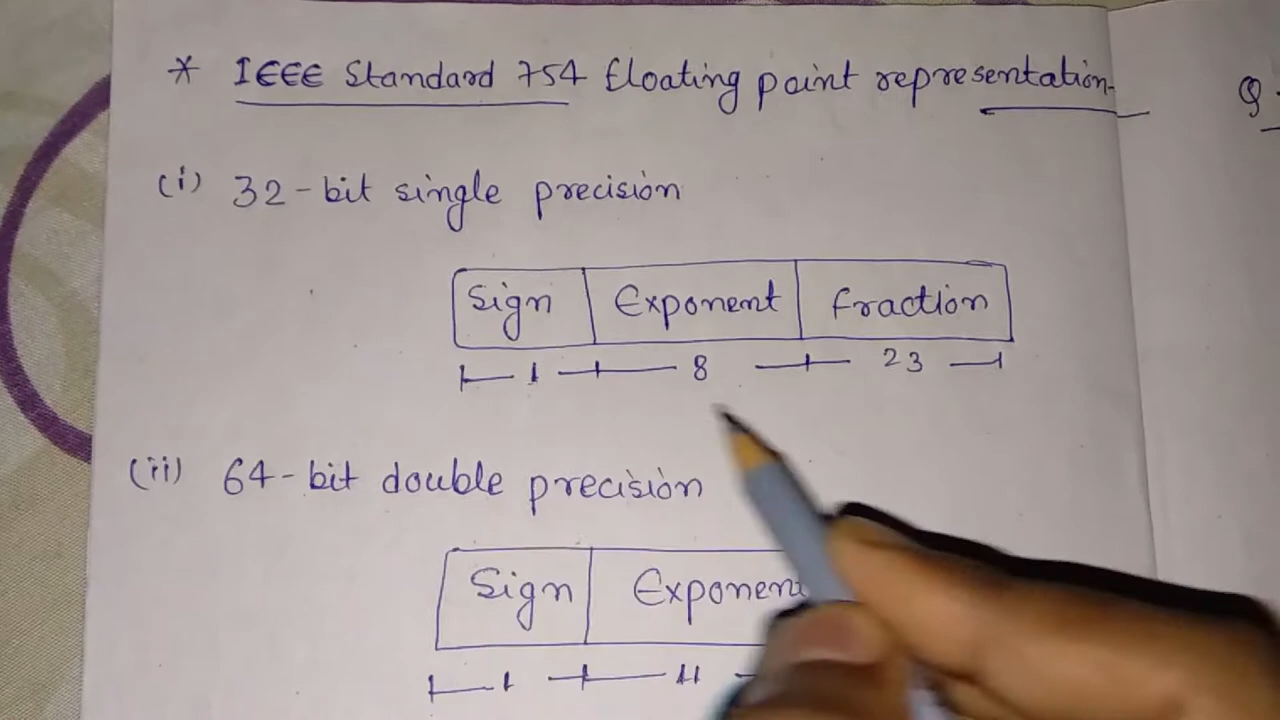 * IEEE Standard 754 floating point representation-
Q.
(i) 32-bit single precision
Sign Exponent Fraction
1 8 23
(ii) 64-bit double precision
Sign Exponent
1 11